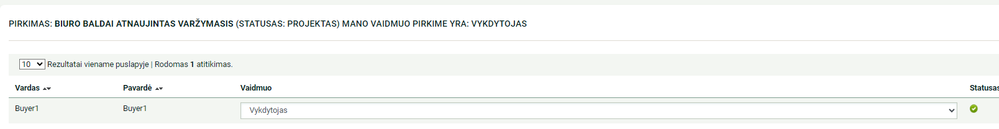 PIRKIMAS: BIURO BALDAI ATNAUJINTAS VARŽYMASIS (STATUSAS: PROJEKTAS) MANO VAIDMUO PIRKIME YRA: VYKDYTOJAS
10 Rezultatai viename puslapyje | Rodomas 1 atitikimas.
Vardas Pavardė Vaidmuo Statusas
Buyer1 Buyer1 Vykdytojas